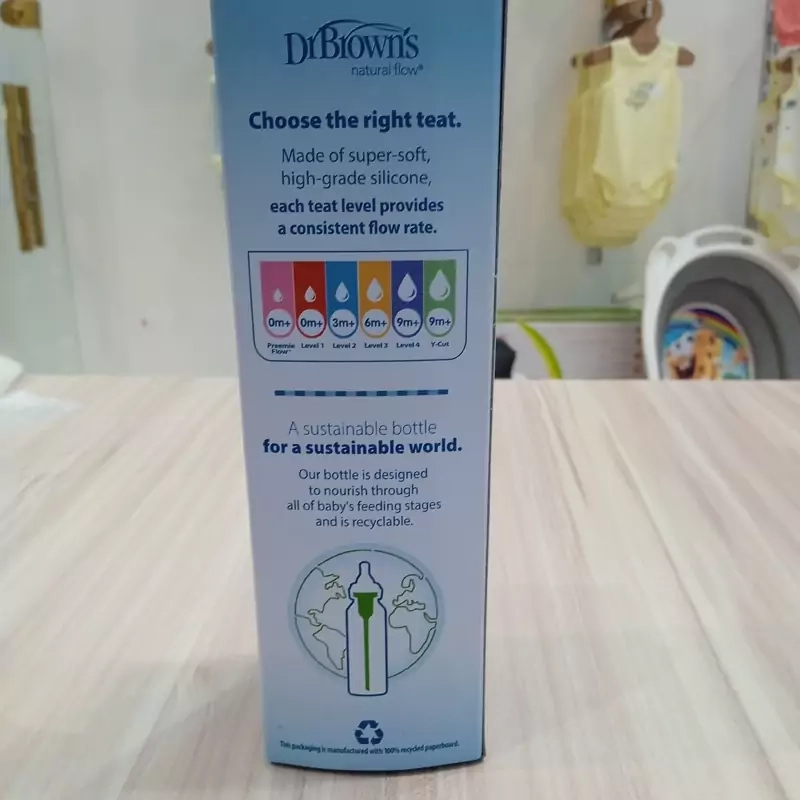 Dr Brown's
natural flow®
Choose the right teat.
Made of super-soft,
high-grade silicone,
each teat level provides
a consistent flow rate.
0m+ 0m+ 3m+ 6m+ 9m+ 9m+
Preemie Flow™ Level 1 Level 2 Level 3 Level 4 Y-Cut
A sustainable bottle
for a sustainable world.
Our bottle is designed
to nourish through
all of baby's feeding stages
and is recyclable.
This packaging is manufactured with 100% recycled paperboard.